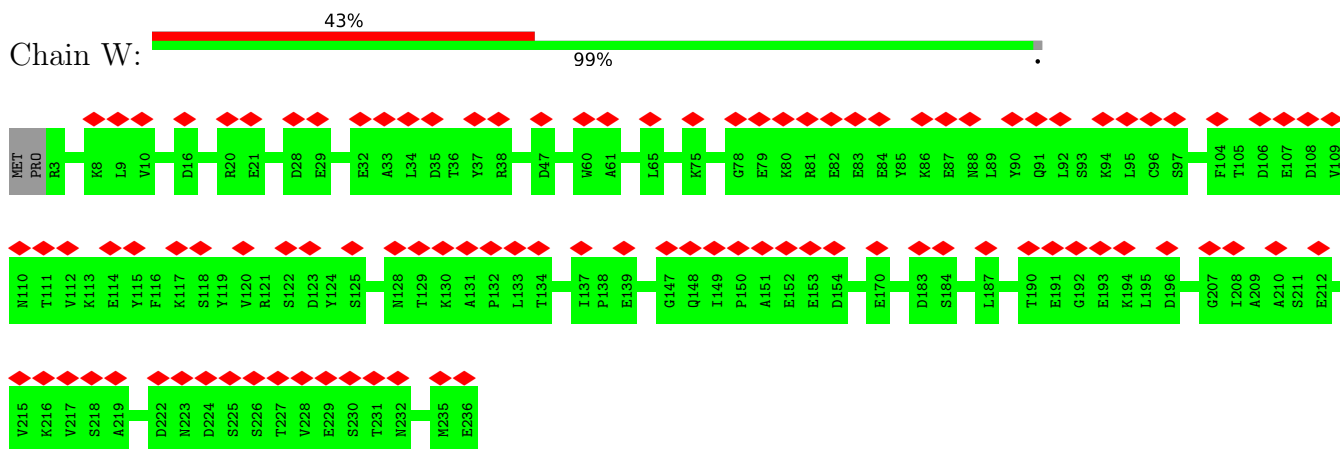 43%
Chain W:
99%
.
MET PRO R3 K8 L9 V10 D16 R20 E21 D28 E29 E32 A33 L34 D35 T36 Y37 R38 D47 W60 A61 L65 K75 G78 E79 K80 R81 E82 E83 E84 Y85 K86 E87 N88 L89 Y90 Q91 L92 S93 K94 L95 C96 S97 F104 T105 D106 E107 D108 V109
N110 T111 V112 K113 E114 Y115 F116 K117 S118 Y119 V120 R121 S122 D123 Y124 S125 N128 T129 K130 A131 P132 L133 T134 I137 P138 E139 G147 Q148 I149 P150 A151 E152 E153 D154 E170 D183 S184 L187 T190 E191 G192 E193 K194 L195 D196 G207 I208 A209 A210 S211 E212
V215 K216 V217 S218 A219 D222 N223 D224 S225 S226 T227 V228 E229 S230 T231 N232 M235 E236